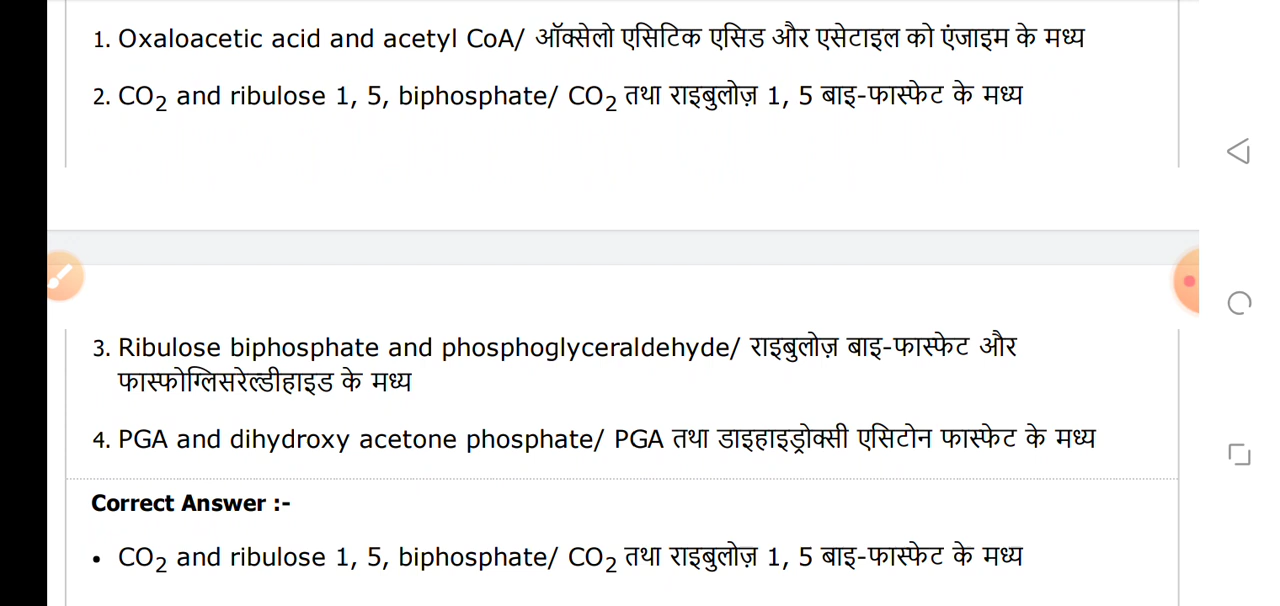 1. Oxaloacetic acid and acetyl CoA/ ऑक्सेलो एसिटिक एसिड और एसेटाइल को एंजाइम के मध्य
2. CO₂ and ribulose 1, 5, biphosphate/ CO₂ तथा राइबुलोज़ 1, 5 बाइ-फास्फेट के मध्य
3. Ribulose biphosphate and phosphoglyceraldehyde/ राइबुलोज़ बाइ-फास्फेट और
फास्फोग्लिसरेल्डीहाइड के मध्य
4. PGA and dihydroxy acetone phosphate/ PGA तथा डाइहाइड्रोक्सी एसिटोन फास्फेट के मध्य
Correct Answer :-
• CO₂ and ribulose 1, 5, biphosphate/ CO₂ तथा राइबुलोज़ 1, 5 बाइ-फास्फेट के मध्य